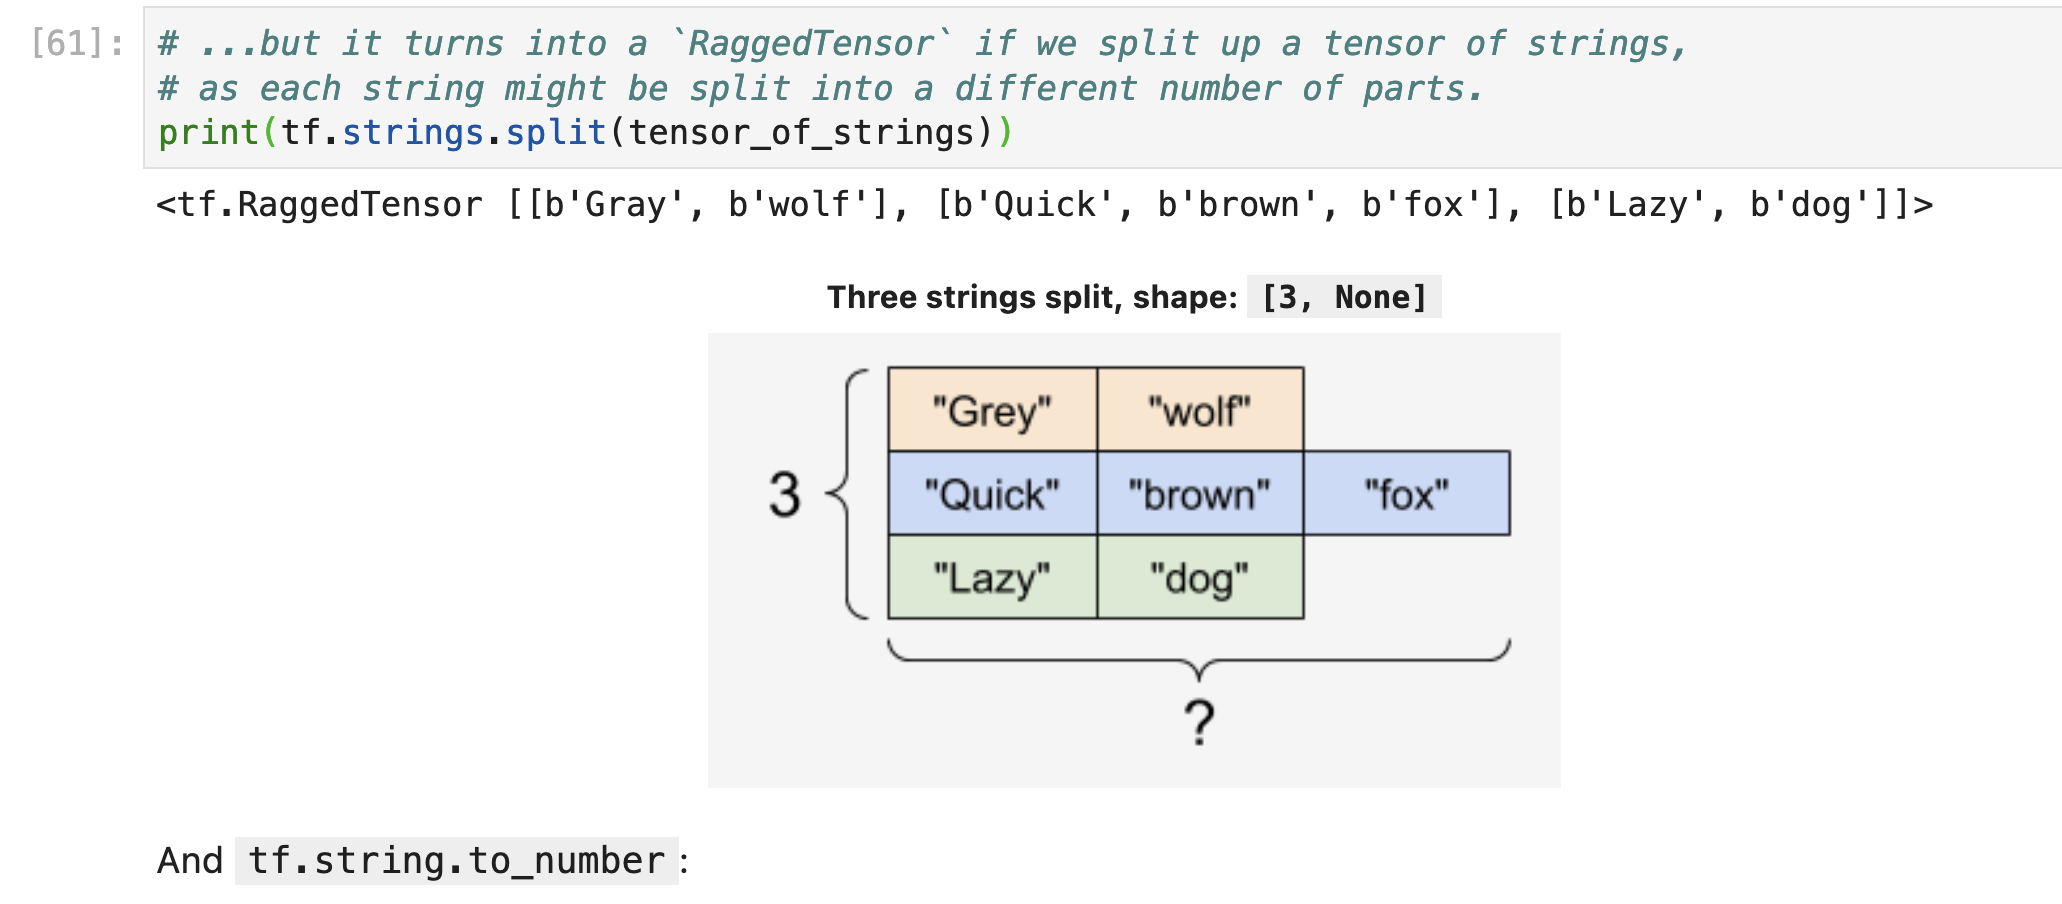 [61]: # ...but it turns into a `RaggedTensor` if we split up a tensor of strings,
# as each string might be split into a different number of parts.
print(tf.strings.split(tensor_of_strings))
<tf.RaggedTensor [[b'Gray', b'wolf'], [b'Quick', b'brown', b'fox'], [b'Lazy', b'dog']]>
Three strings split, shape: [3, None]
"Grey" "wolf"
3 "Quick" "brown" "fox"
"Lazy" "dog"
?
And tf.string.to_number: